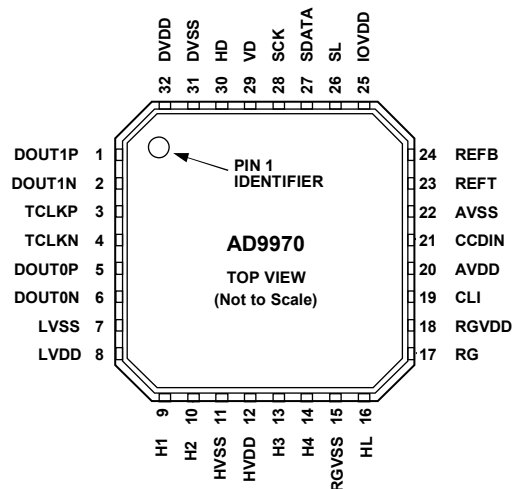 32 DVDD
31 DVSS
30 HD
29 VD
28 SCK
27 SDATA
26 SL
25 IOVDD
DOUT1P 1
DOUT1N 2
TCLKP 3
TCLKN 4
DOUT0P 5
DOUT0N 6
LVSS 7
LVDD 8
PIN 1
IDENTIFIER
AD9970
TOP VIEW
(Not to Scale)
24 REFB
23 REFT
22 AVSS
21 CCDIN
20 AVDD
19 CLI
18 RGVDD
17 RG
H1 9
H2 10
HVSS 11
HVDD 12
H3 13
H4 14
RGVSS 15
HL 16